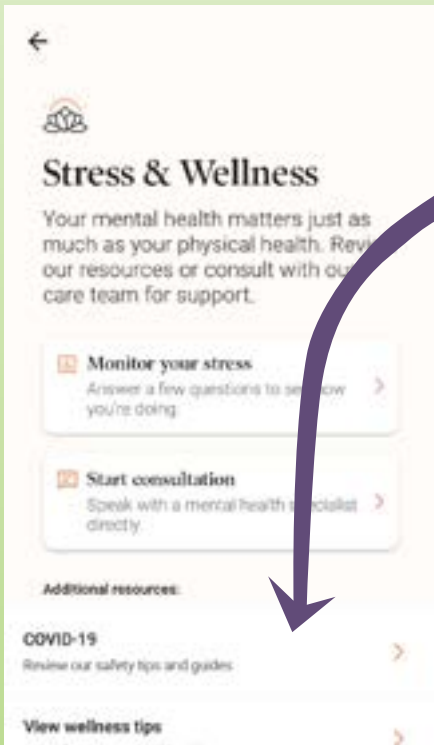 Stress & Wellness
Your mental health matters just as
much as your physical health.
our resources or consult with
care team for support.
Monitor your stress
Answer a few questions to
you're doing.
Start consultation
Speak with a mental health
directly.
Additional resources:
COVID-19
Review our safety tips and guides
View wellness tips